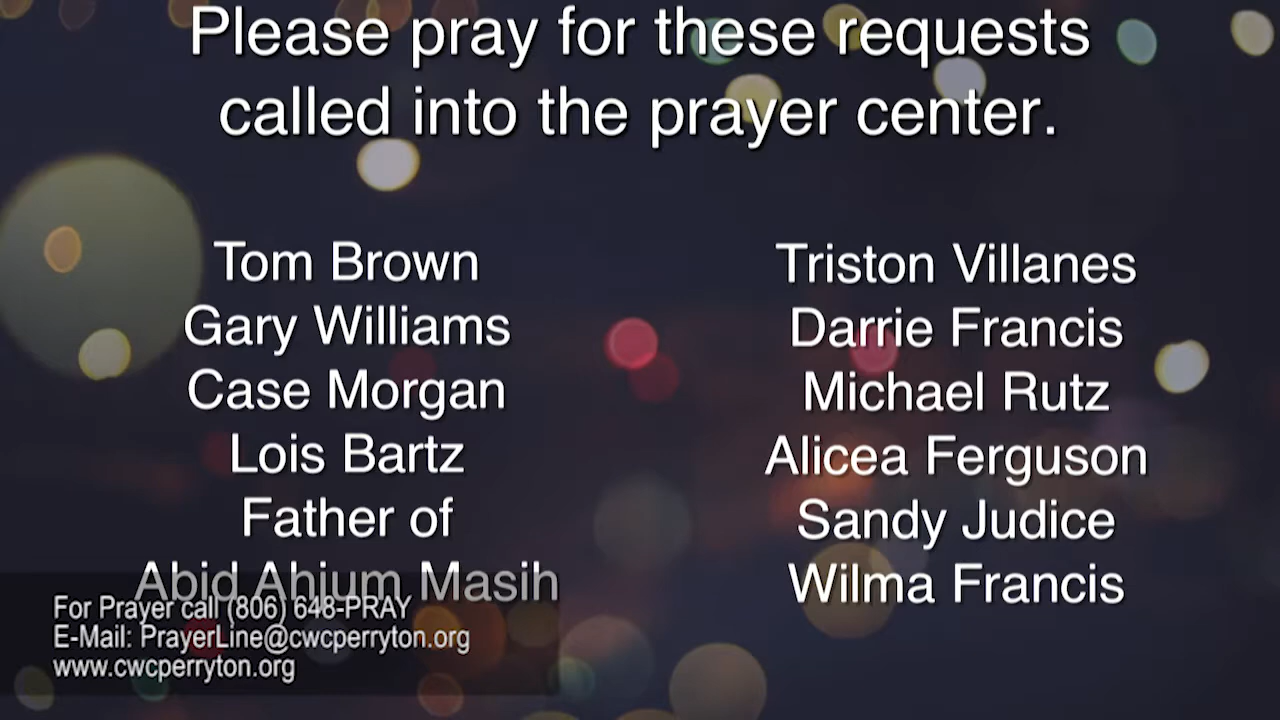 Please pray for these requests
called into the prayer center.
Tom Brown
Gary Williams
Case Morgan
Lois Bartz
Father of
Abid Ahium Masih
Triston Villanes
Darrie Francis
Michael Rutz
Alicea Ferguson
Sandy Judice
Wilma Francis
For Prayer call (806) 648-PRAY
E-Mail: PrayerLine@cwcperryton.org
www.cwcperryton.org